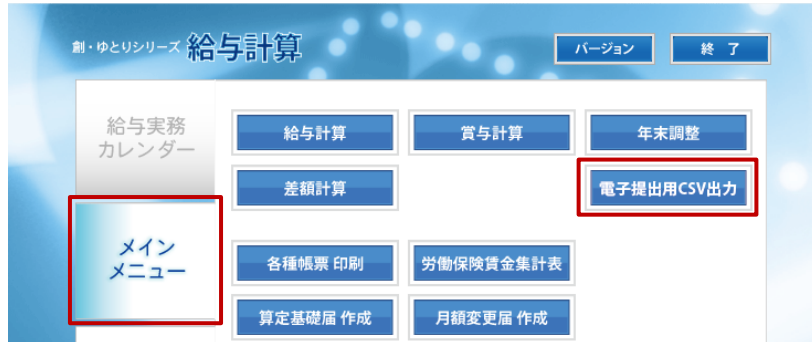 創・ゆとりシリーズ 給与計算
バージョン
終 了
給与実務
カレンダー
メイン
メニュー
給与計算
賞与計算
年末調整
差額計算
電子提出用CSV出力
各種帳票 印刷
労働保険賃金集計表
算定基礎届 作成
月額変更届 作成